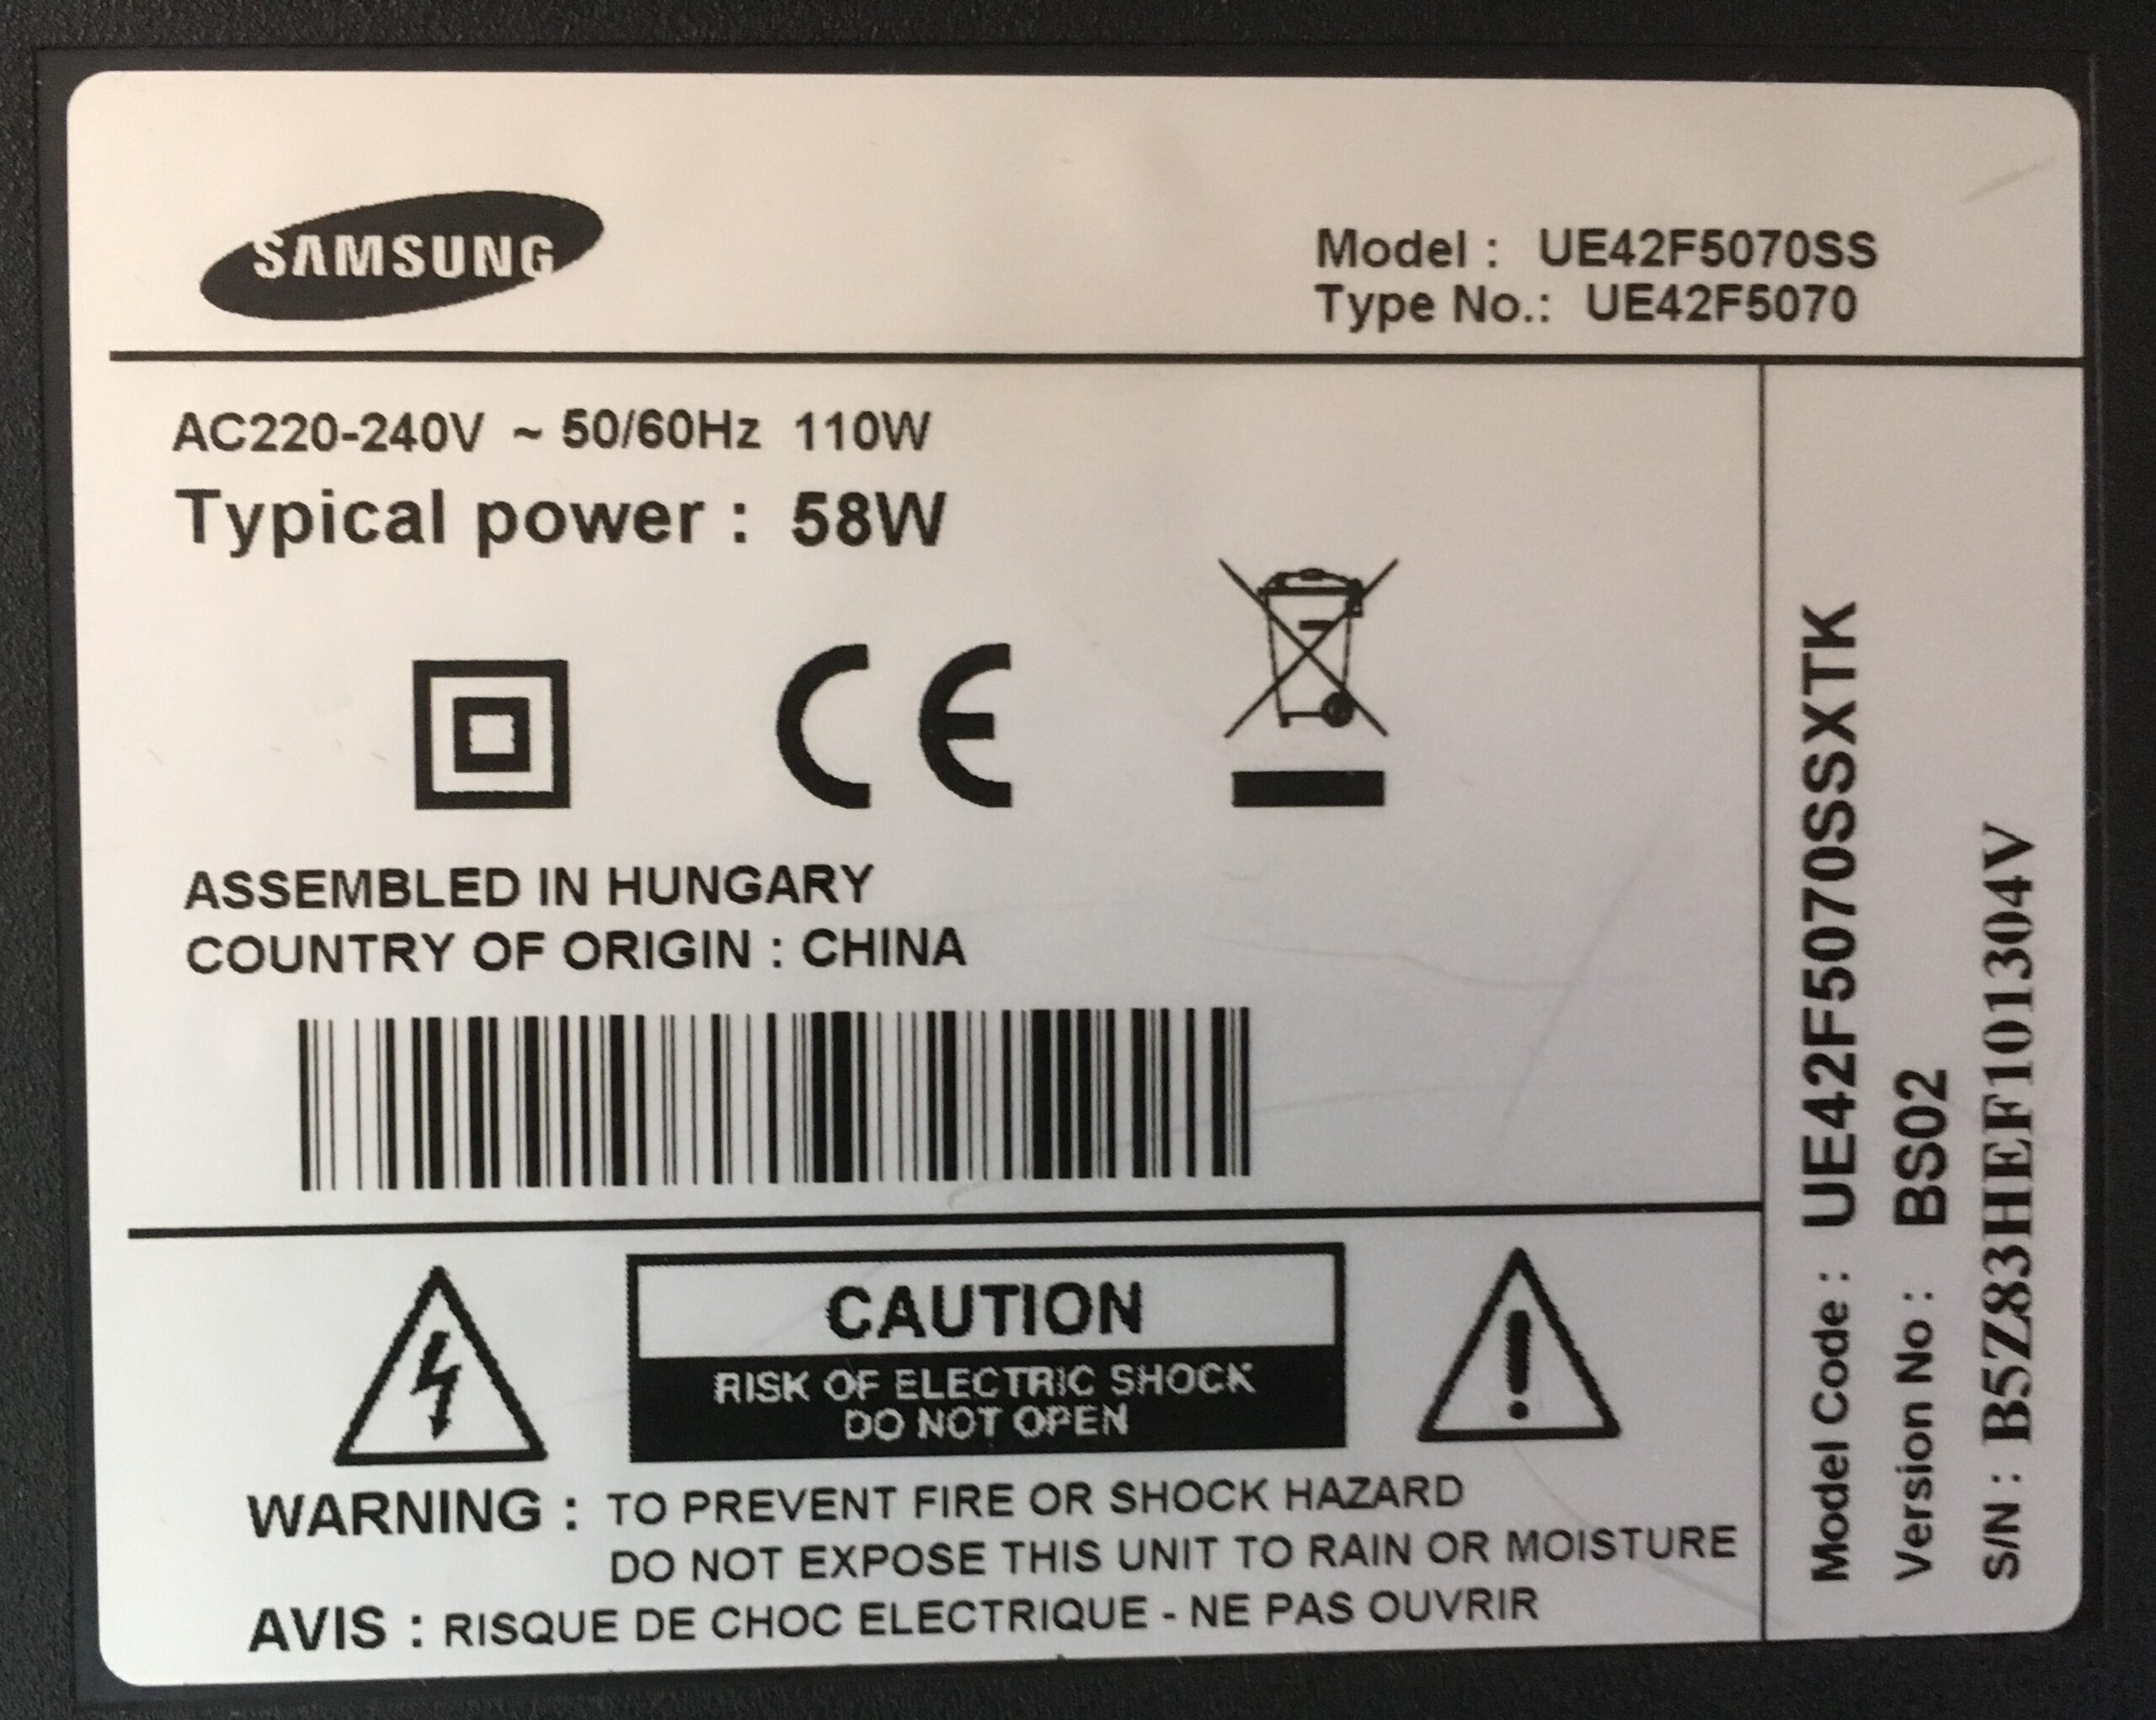 SAMSUNG
Model : UE42F5070SS
Type No.: UE42F5070
AC220-240V ~ 50/60Hz 110W
Typical power : 58W
CE
ASSEMBLED IN HUNGARY
COUNTRY OF ORIGIN : CHINA
CAUTION
RISK OF ELECTRIC SHOCK
DO NOT OPEN
WARNING : TO PREVENT FIRE OR SHOCK HAZARD
DO NOT EXPOSE THIS UNIT TO RAIN OR MOISTURE
AVIS : RISQUE DE CHOC ELECTRIQUE - NE PAS OUVRIR
Model Code : UE42F5070SSXTK
Version No : BS02
S/N : B5Z83HEF101304V